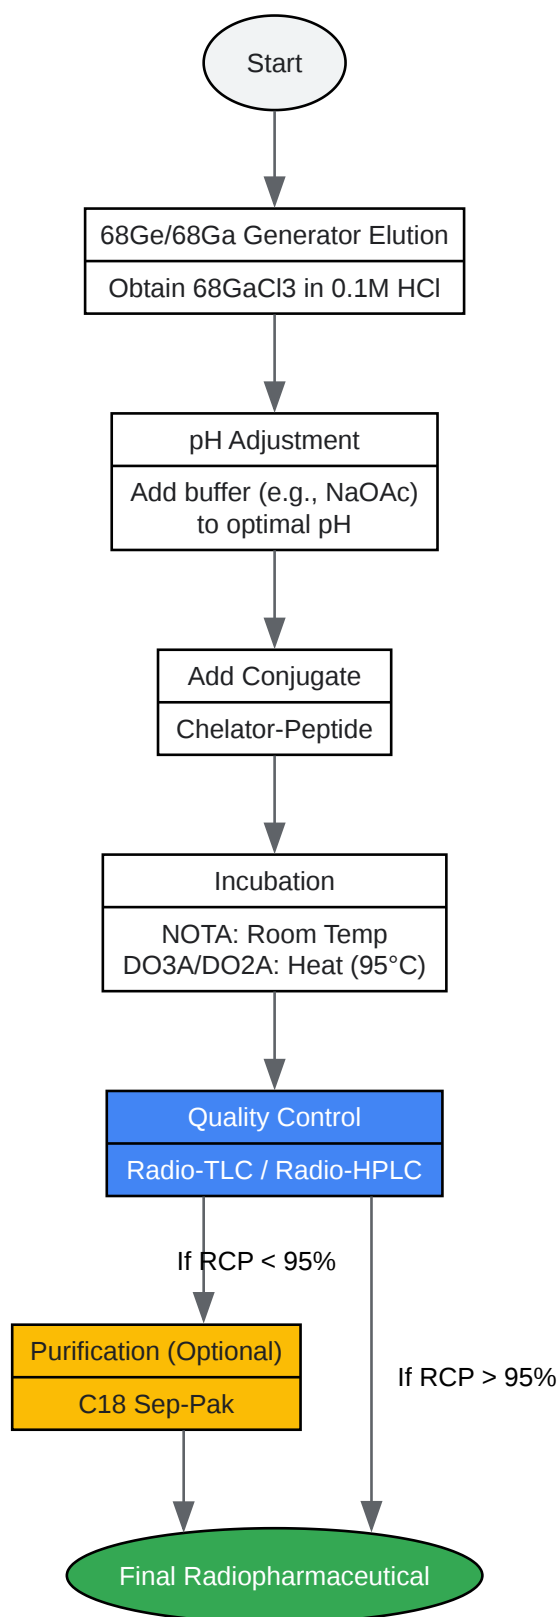 Start
68Ge/68Ga Generator Elution
Obtain 68GaCl3 in 0.1M HCl
pH Adjustment
Add buffer (e.g., NaOAc)
to optimal pH
Add Conjugate
Chelator-Peptide
Incubation
NOTA: Room Temp
DO3A/DO2A: Heat (95°C)
Quality Control
Radio-TLC / Radio-HPLC
If RCP < 95%
Purification (Optional)
C18 Sep-Pak
If RCP > 95%
Final Radiopharmaceutical